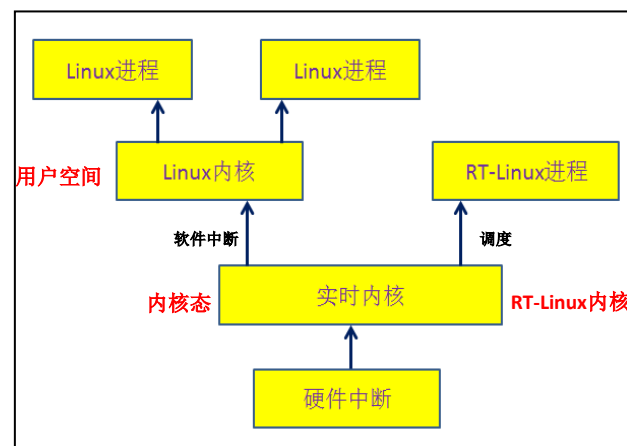 Linux进程
Linux进程
用户空间
Linux内核
RT-Linux进程
软件中断
调度
内核态
实时内核
RT-Linux内核
硬件中断